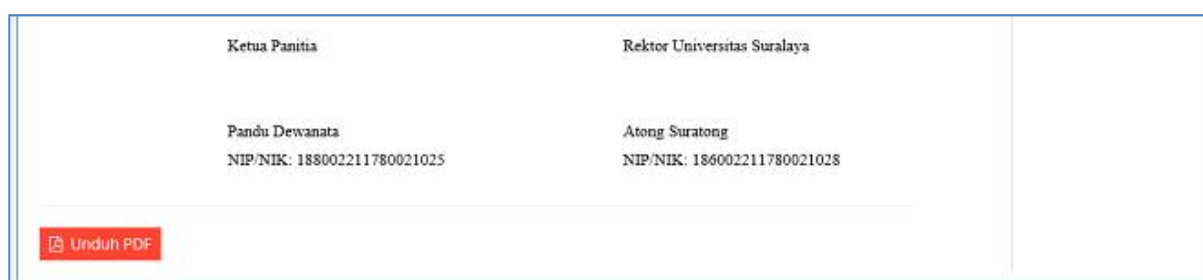 Ketua Panitia
Rektor Universitas Suralaya
Pandu Dewanata
NIP/NIK: 188002211780021025
Atong Suratong
NIP/NIK: 186002211780021028
Unduh PDF